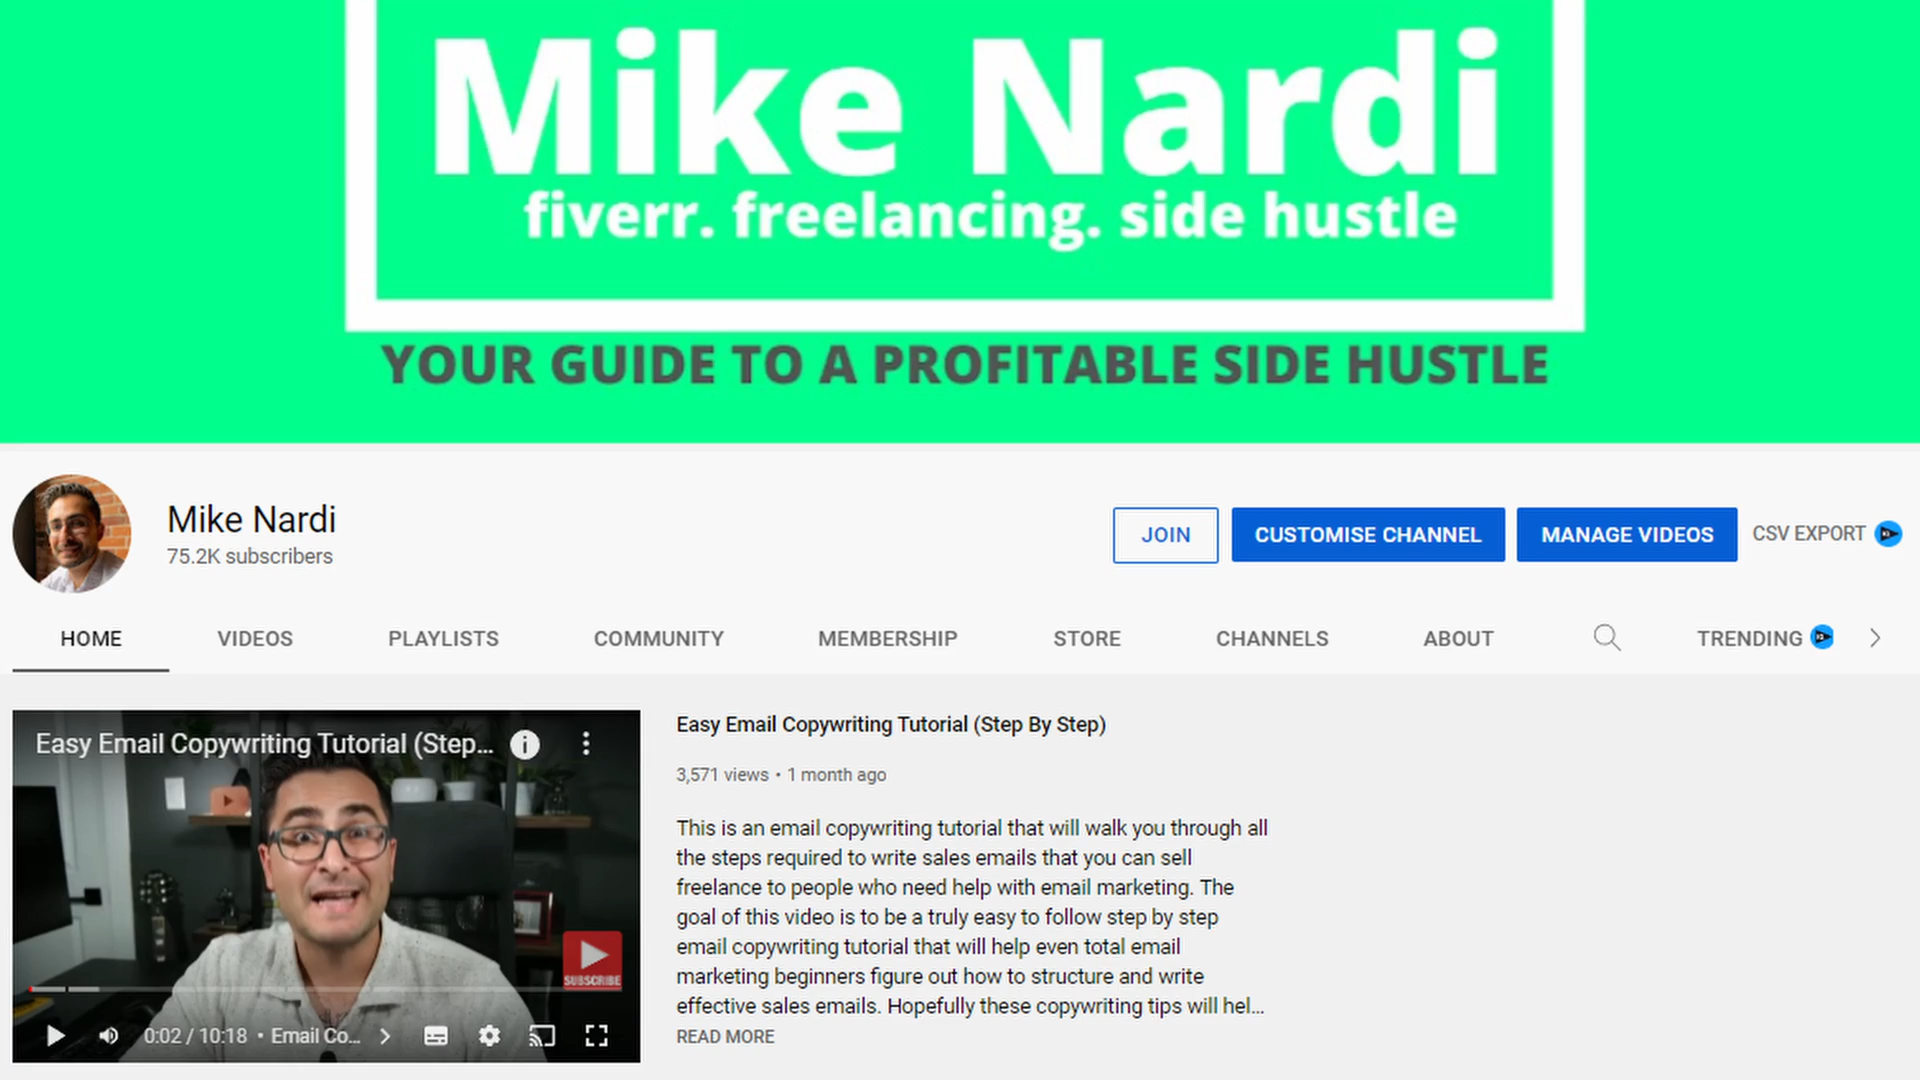 Mike Nardi
fiverr. freelancing. side hustle
YOUR GUIDE TO A PROFITABLE SIDE HUSTLE
Mike Nardi
75.2K subscribers
JOIN
CUSTOMISE CHANNEL
MANAGE VIDEOS
CSV EXPORT
HOME
VIDEOS
PLAYLISTS
COMMUNITY
MEMBERSHIP
STORE
CHANNELS
ABOUT
TRENDING
Easy Email Copywriting Tutorial (Step...
SUBSCRIBE
0:02 / 10:18 • Email Co...
Easy Email Copywriting Tutorial (Step By Step)
3,571 views • 1 month ago
This is an email copywriting tutorial that will walk you through all
the steps required to write sales emails that you can sell
freelance to people who need help with email marketing. The
goal of this video is to be a truly easy to follow step by step
email copywriting tutorial that will help even total email
marketing beginners figure out how to structure and write
effective sales emails. Hopefully these copywriting tips will hel...
READ MORE